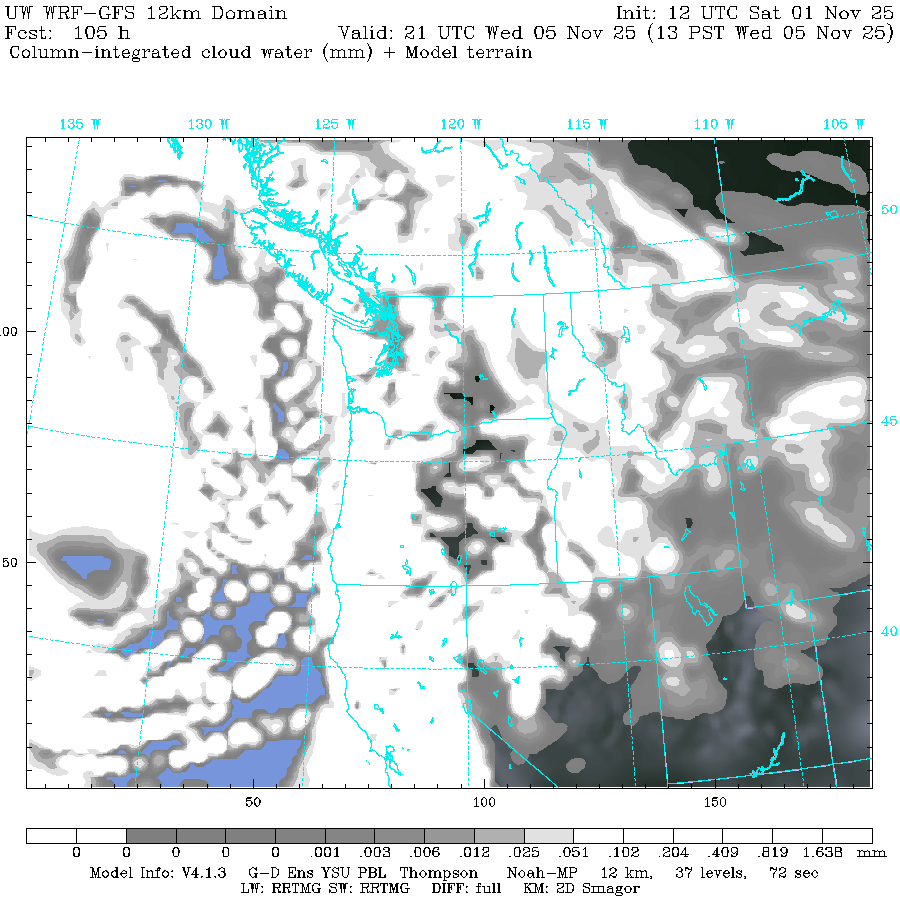 UW WRF-GFS 12km Domain Init: 12 UTC Sat 01 Nov 25
Fcst: 105 h Valid: 21 UTC Wed 05 Nov 25 (13 PST Wed 05 Nov 25)
Column-integrated cloud water (mm) + Model terrain
135 W 130 W 125 W 120 W 115 W 110 W 105 W
50
00
45
50
40
50 100 150
0 0 0 0 0 .001 .003 .006 .012 .025 .051 .102 .204 .409 .819 1.638 mm
Model Info: V4.1.3 G-D Ens YSU PBL Thompson Noah-MP 12 km, 37 levels, 72 sec
LW: RRTMG SW: RRTMG DIFF: full KM: 2D Smagor